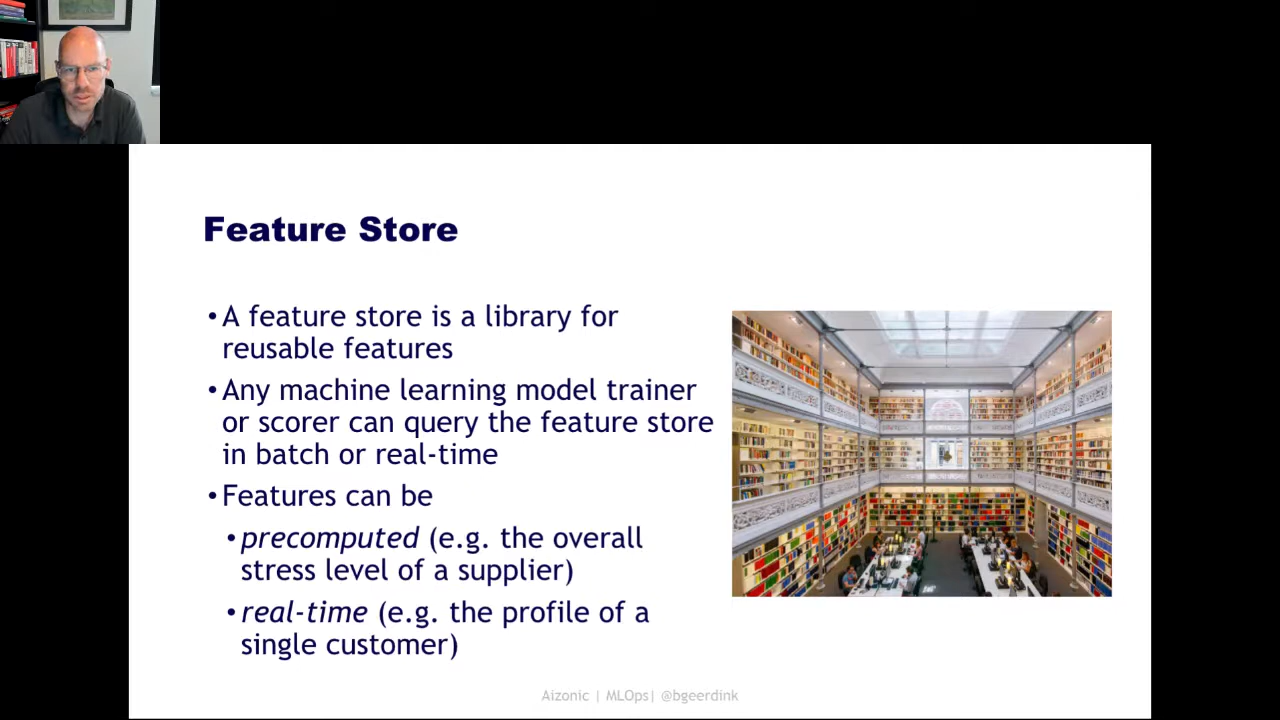 Feature Store
•A feature store is a library for
reusable features
•Any machine learning model trainer
or scorer can query the feature store
in batch or real-time
•Features can be
•precomputed (e.g. the overall
stress level of a supplier)
•real-time (e.g. the profile of a
single customer)
Aizonic | MLOps| @bgeerdink